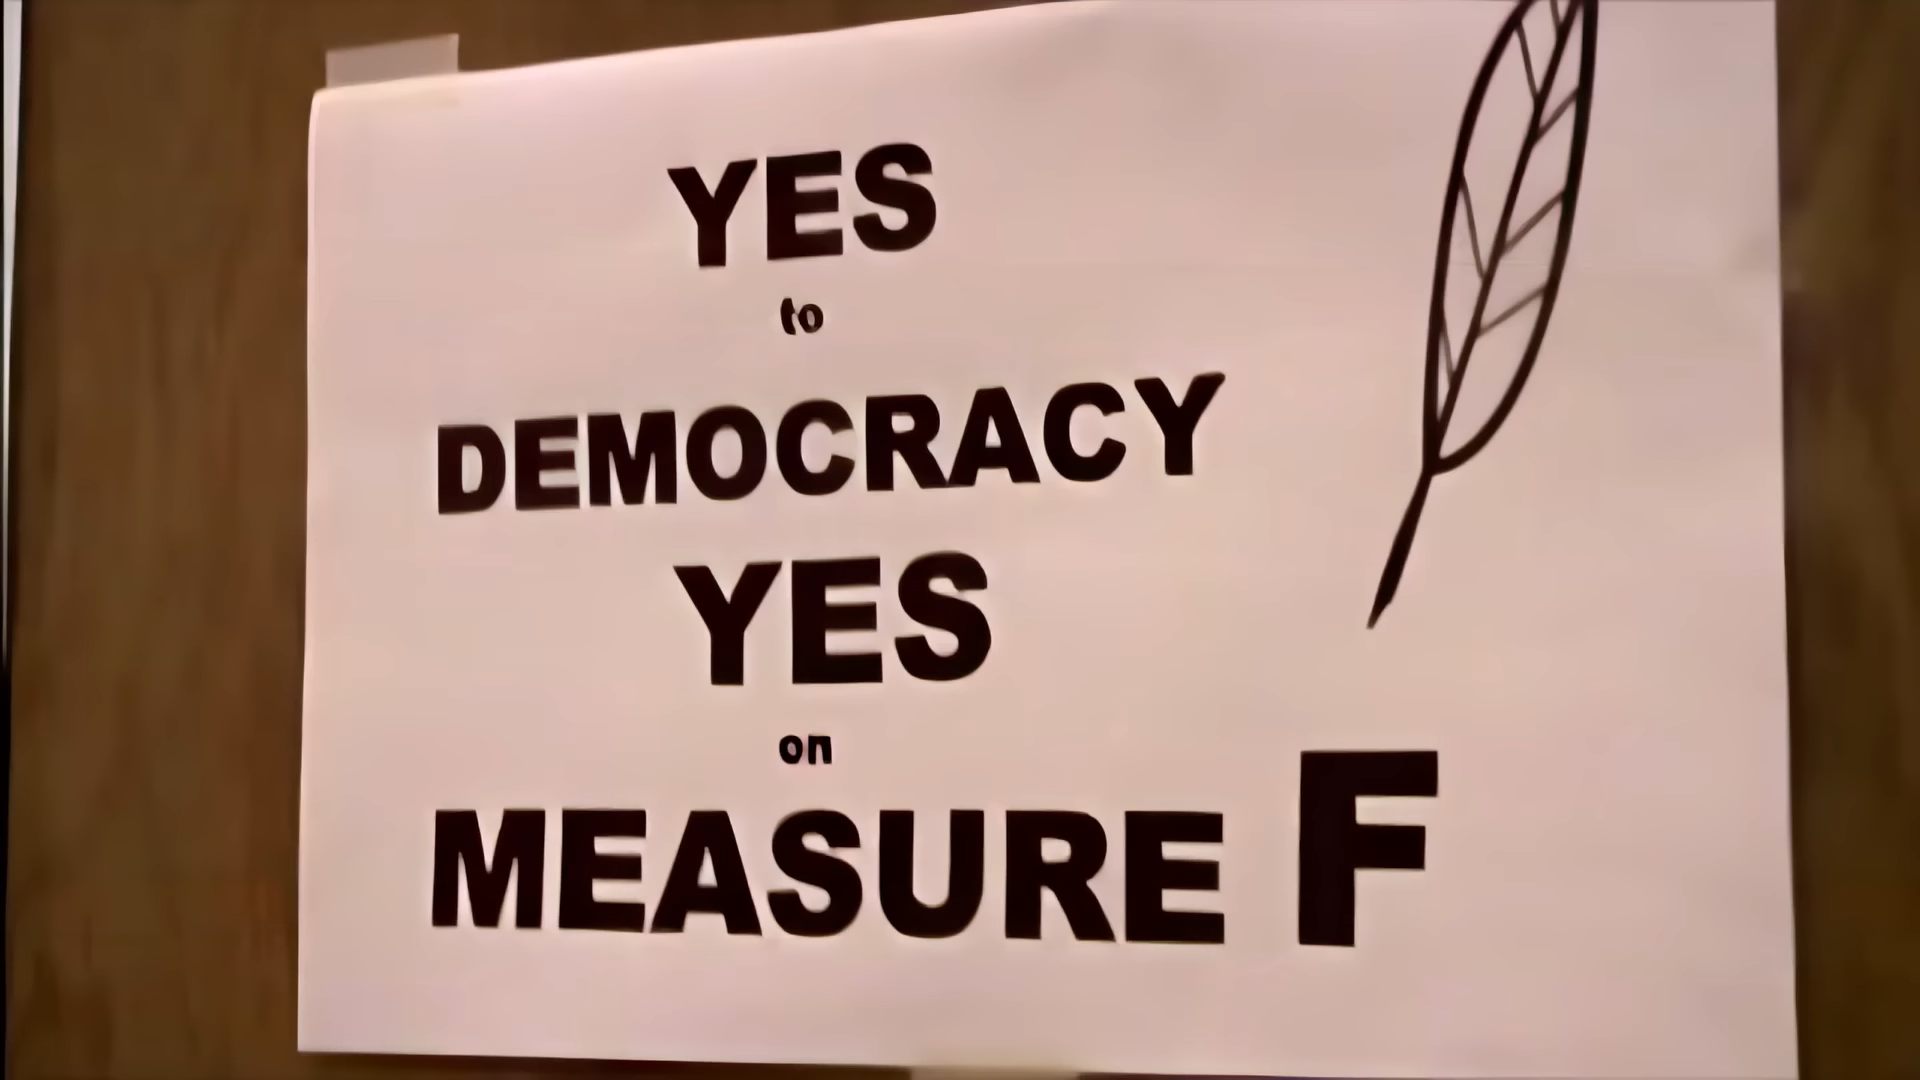 YES
to
DEMOCRACY
YES
on
MEASURE F